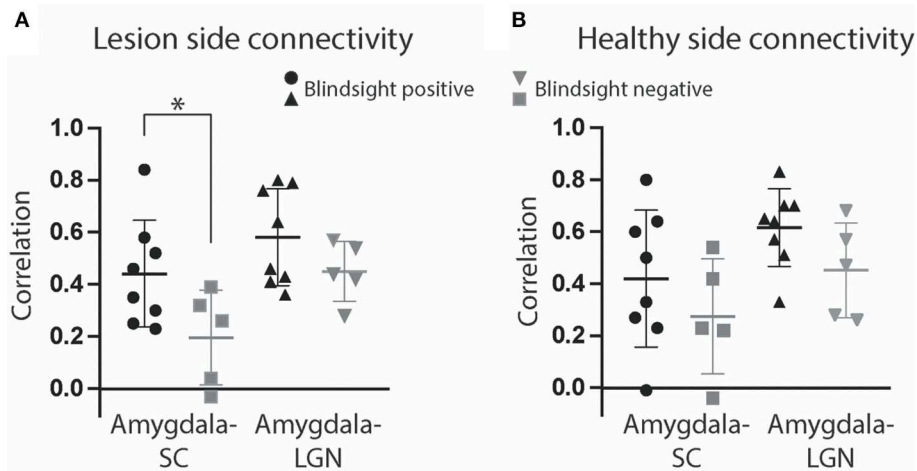 A
Lesion side connectivity
Blindsight positive
*
1.0
0.8
0.6
0.4
0.2
0.0
Correlation
Amygdala-
SC
Amygdala-
LGN
B
Healthy side connectivity
Blindsight negative
1.0
0.8
0.6
0.4
0.2
0.0
Correlation
Amygdala-
SC
Amygdala-
LGN